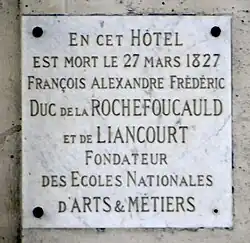 EN CET HÔTEL
EST MORT LE 27 MARS 1827
FRANÇOIS ALEXANDRE FRÉDÉRIC
DUC DE LA ROCHEFOUCAULD
ET DE LIANCOURT
FONDATEUR
DES ECOLES NATIONALES
D'ARTS & MÉTIERS